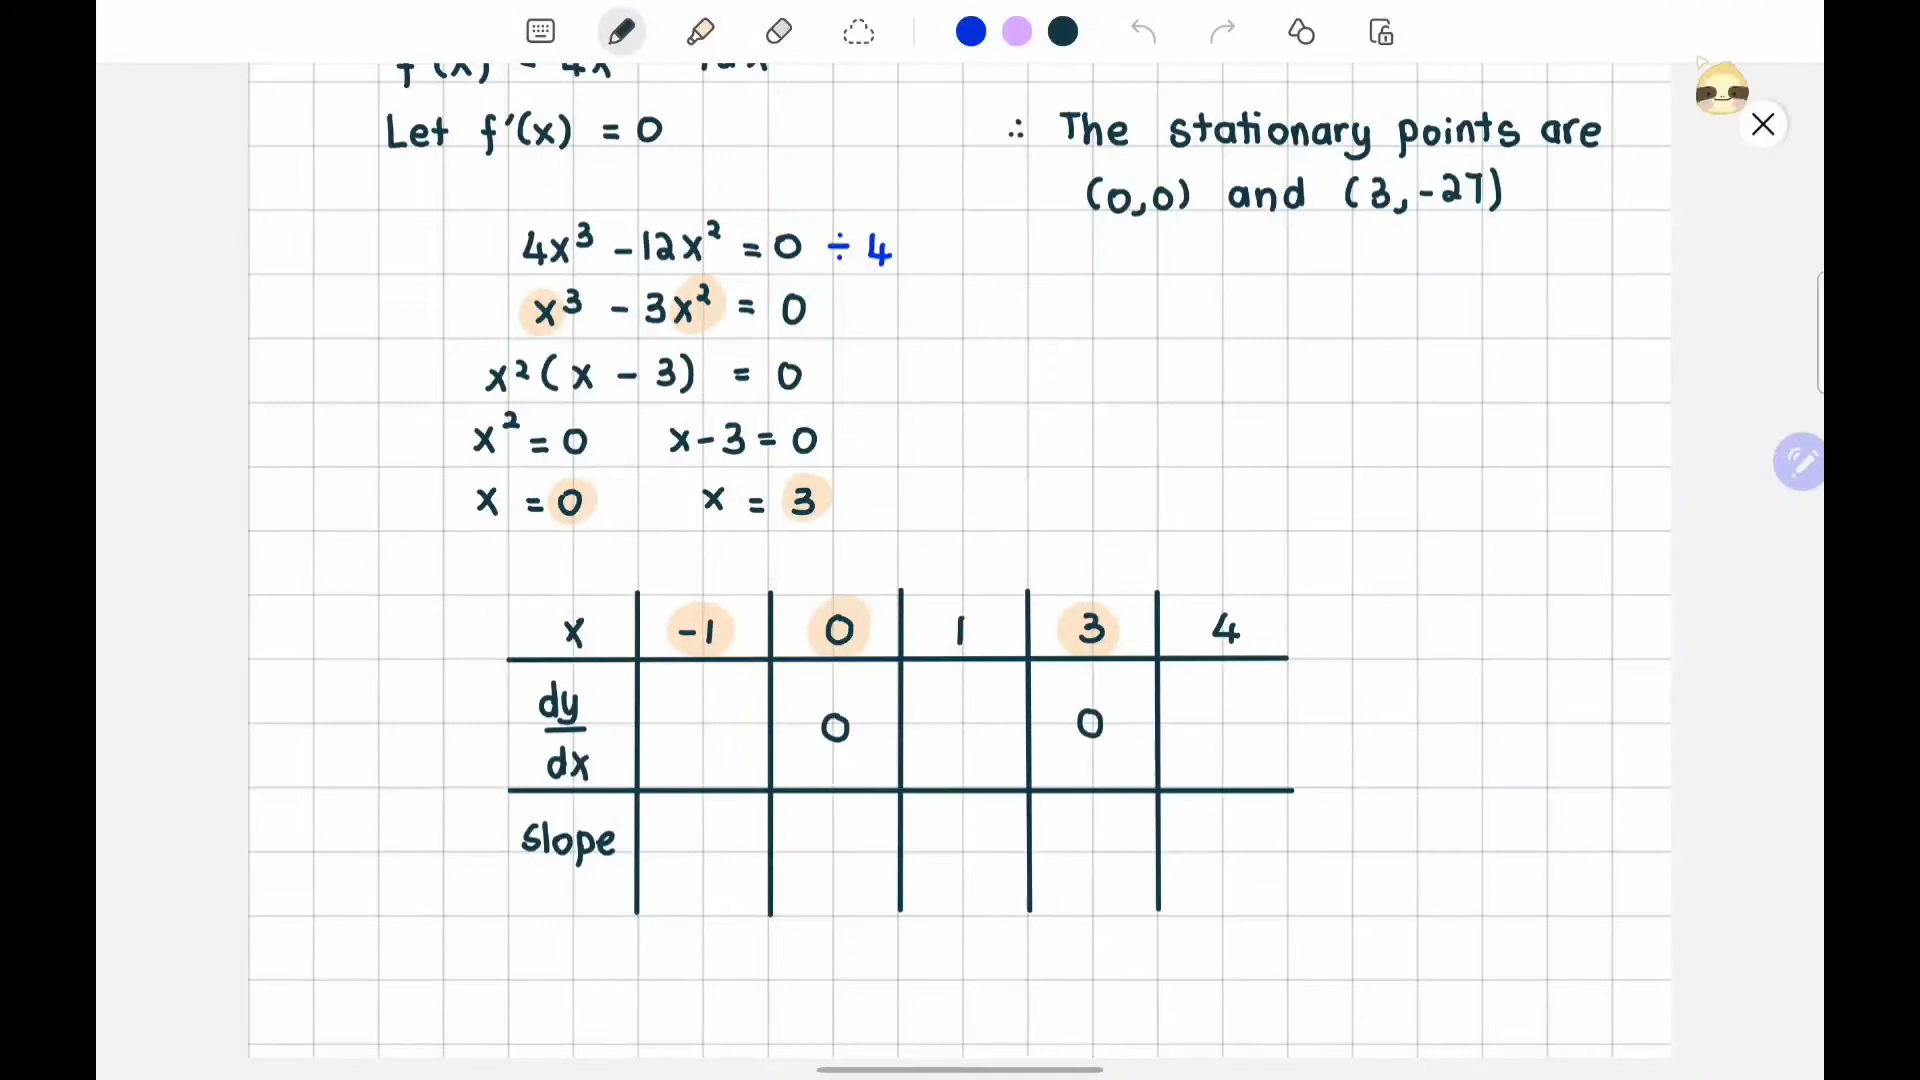 Let f'(x) = 0
4x³ - 12x² = 0 ÷ 4
x³ - 3x² = 0
x²(x - 3) = 0
x² = 0 x - 3 = 0
x = 0 x = 3
∴ The stationary points are
(0,0) and (3,-27)
x -1 0 1 3 4
dy
dx
0 0
slope